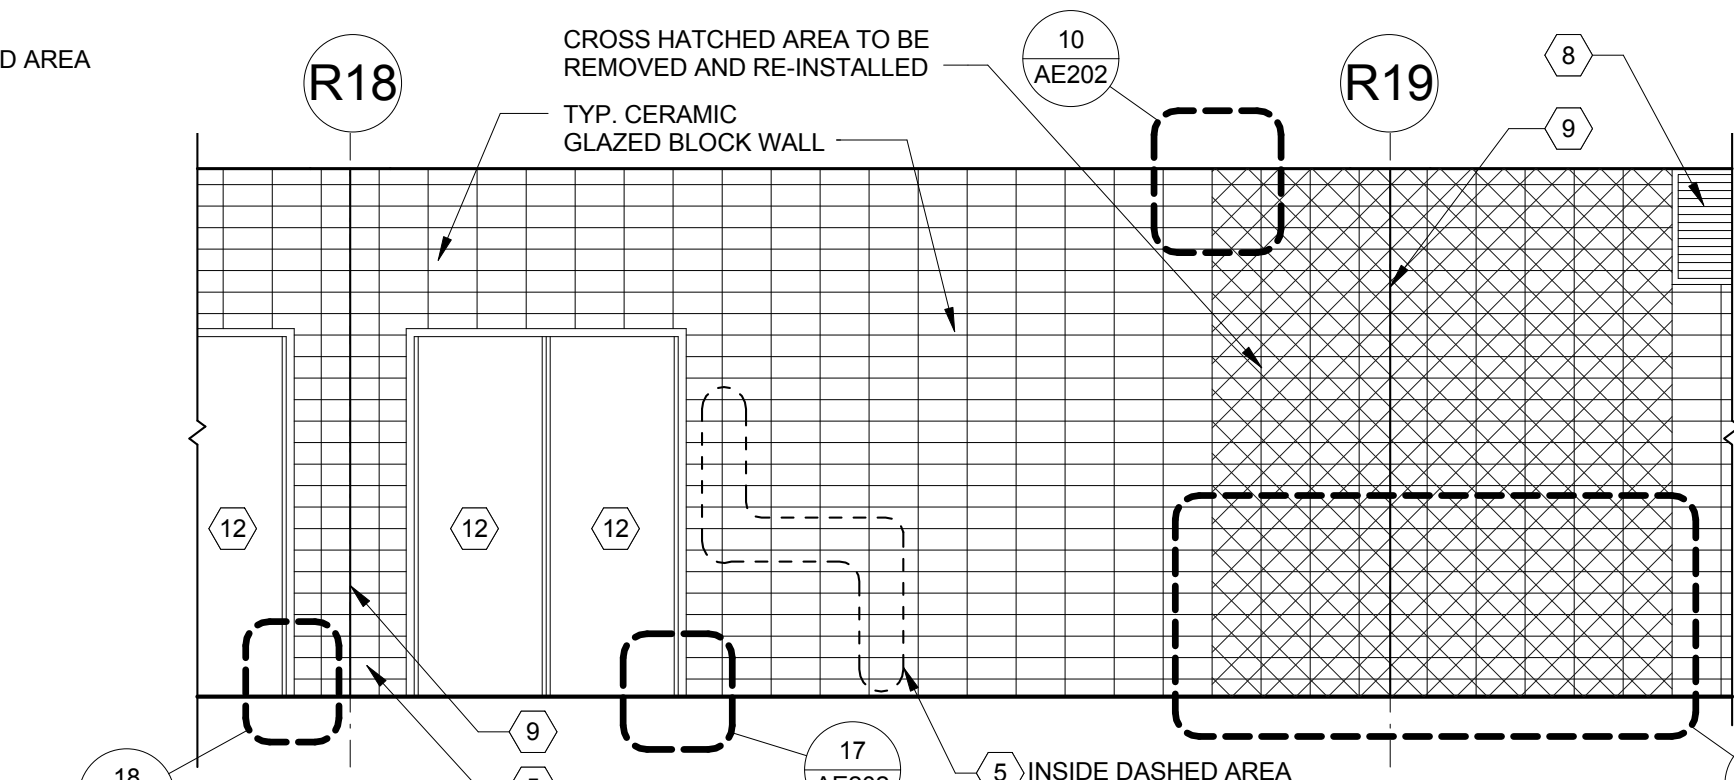 D AREA
R18
CROSS HATCHED AREA TO BE
REMOVED AND RE-INSTALLED
TYP. CERAMIC
GLAZED BLOCK WALL
10
AE202
R19
8
9
12
12
12
9
18
17
5 INSIDE DASHED AREA